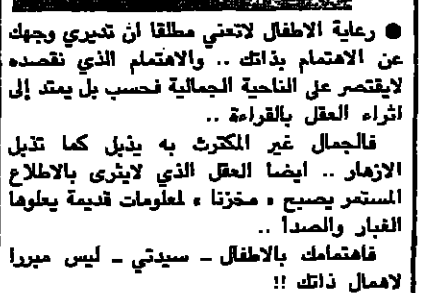 ● رعاية الاطفال لاتعني مطلقا ان تديري وجهك
عن الاهتمام بذاتك .. والاهتمام الذي نقصده
لايقتصر على الناحية الجمالية فحسب بل يمتد إلى
اثراء العقل بالقراءة ..
فالجمال غير المكترث به يذبل كما تذبل
الازهار .. ايضا العقل الذي لايثرى بالاطلاع
المستمر يصبح « مخزنا » لمعلومات قديمة يعلوها
الغبار والصدأ ..
فاهتمامك بالاطفال ـ سيدتي ـ ليس مبررا
لاهمال ذاتك !!